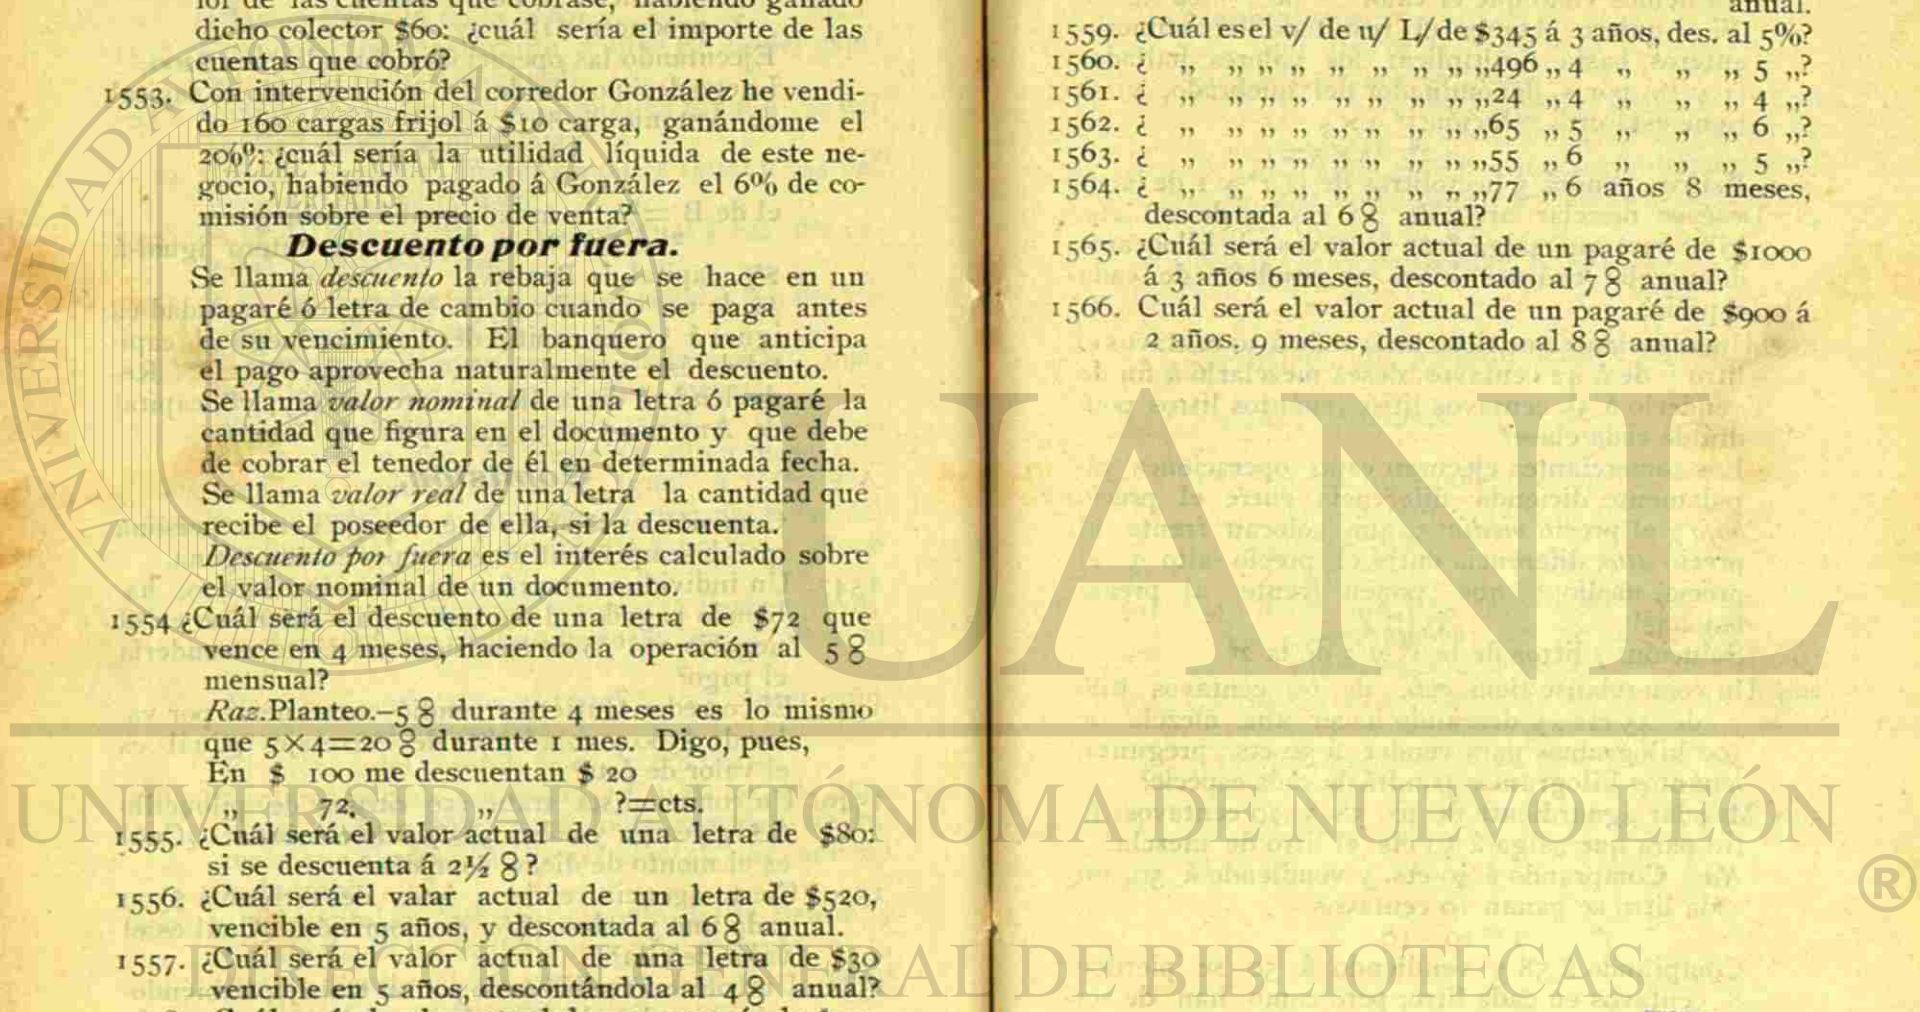 lor de las cuentas que cobrase, habiendo ganado
dicho colector $60: ¿cuál sería el importe de las
cuentas que cobró?
1553. Con intervención del corredor González he vendi-
do 160 cargas frijol á $10 carga, ganándome el
20%: ¿cuál sería la utilidad líquida de este ne-
gocio, habiendo pagado á González el 6% de co-
misión sobre el precio de venta?
Descuento por fuera.
Se llama descuento la rebaja que se hace en un
pagaré ó letra de cambio cuando se paga antes
de su vencimiento. El banquero que anticipa
el pago aprovecha naturalmente el descuento.
Se llama valor nominal de una letra ó pagaré la
cantidad que figura en el documento y que debe
de cobrar el tenedor de él en determinada fecha.
Se llama valor real de una letra la cantidad que
recibe el poseedor de ella, si la descuenta.
Descuento por fuera es el interés calculado sobre
el valor nominal de un documento.
1554 ¿Cuál será el descuento de una letra de $72 que
vence en 4 meses, haciendo la operación al 5%
mensual?
Raz.Planteo.—5% durante 4 meses es lo mismo
que 5×4=20% durante 1 mes. Digo, pues,
En $ 100 me descuentan $ 20
„ 72, „ ?=cts.
1555. ¿Cuál será el valor actual de una letra de $80:
si se descuenta á 2½ %?
1556. ¿Cuál será el valar actual de un letra de $520,
vencible en 5 años, y descontada al 6% anual.
1557. ¿Cuál será el valor actual de una letra de $30
vencible en 5 años, descontándola al 4% anual?
anual.
1559. ¿Cuál es el v/ de u/ L/ de $345 á 3 años, des. al 5%?
1560. ¿ „ „ „ „ „ „ „ „ „496 „ 4 „ „ „ 5 „?
1561. ¿ „ „ „ „ „ „ „ „ „24 „ 4 „ „ „ 4 „?
1562. ¿ „ „ „ „ „ „ „ „ „65 „ 5 „ „ „ 6 „?
1563. ¿ „ „ „ „ „ „ „ „ „55 „ 6 „ „ „ 5 „?
1564. ¿ „ „ „ „ „ „ „ „ „77 „ 6 años 8 meses,
descontada al 6% anual?
1565. ¿Cuál será el valor actual de un pagaré de $1000
á 3 años 6 meses, descontado al 7% anual?
1566. Cuál será el valor actual de un pagaré de $900 á
2 años, 9 meses, descontado al 8% anual?
UANL
UNIVERSIDAD AUTÓNOMA DE NUEVO LEÓN
®
DIRECCIÓN GENERAL DE BIBLIOTECAS